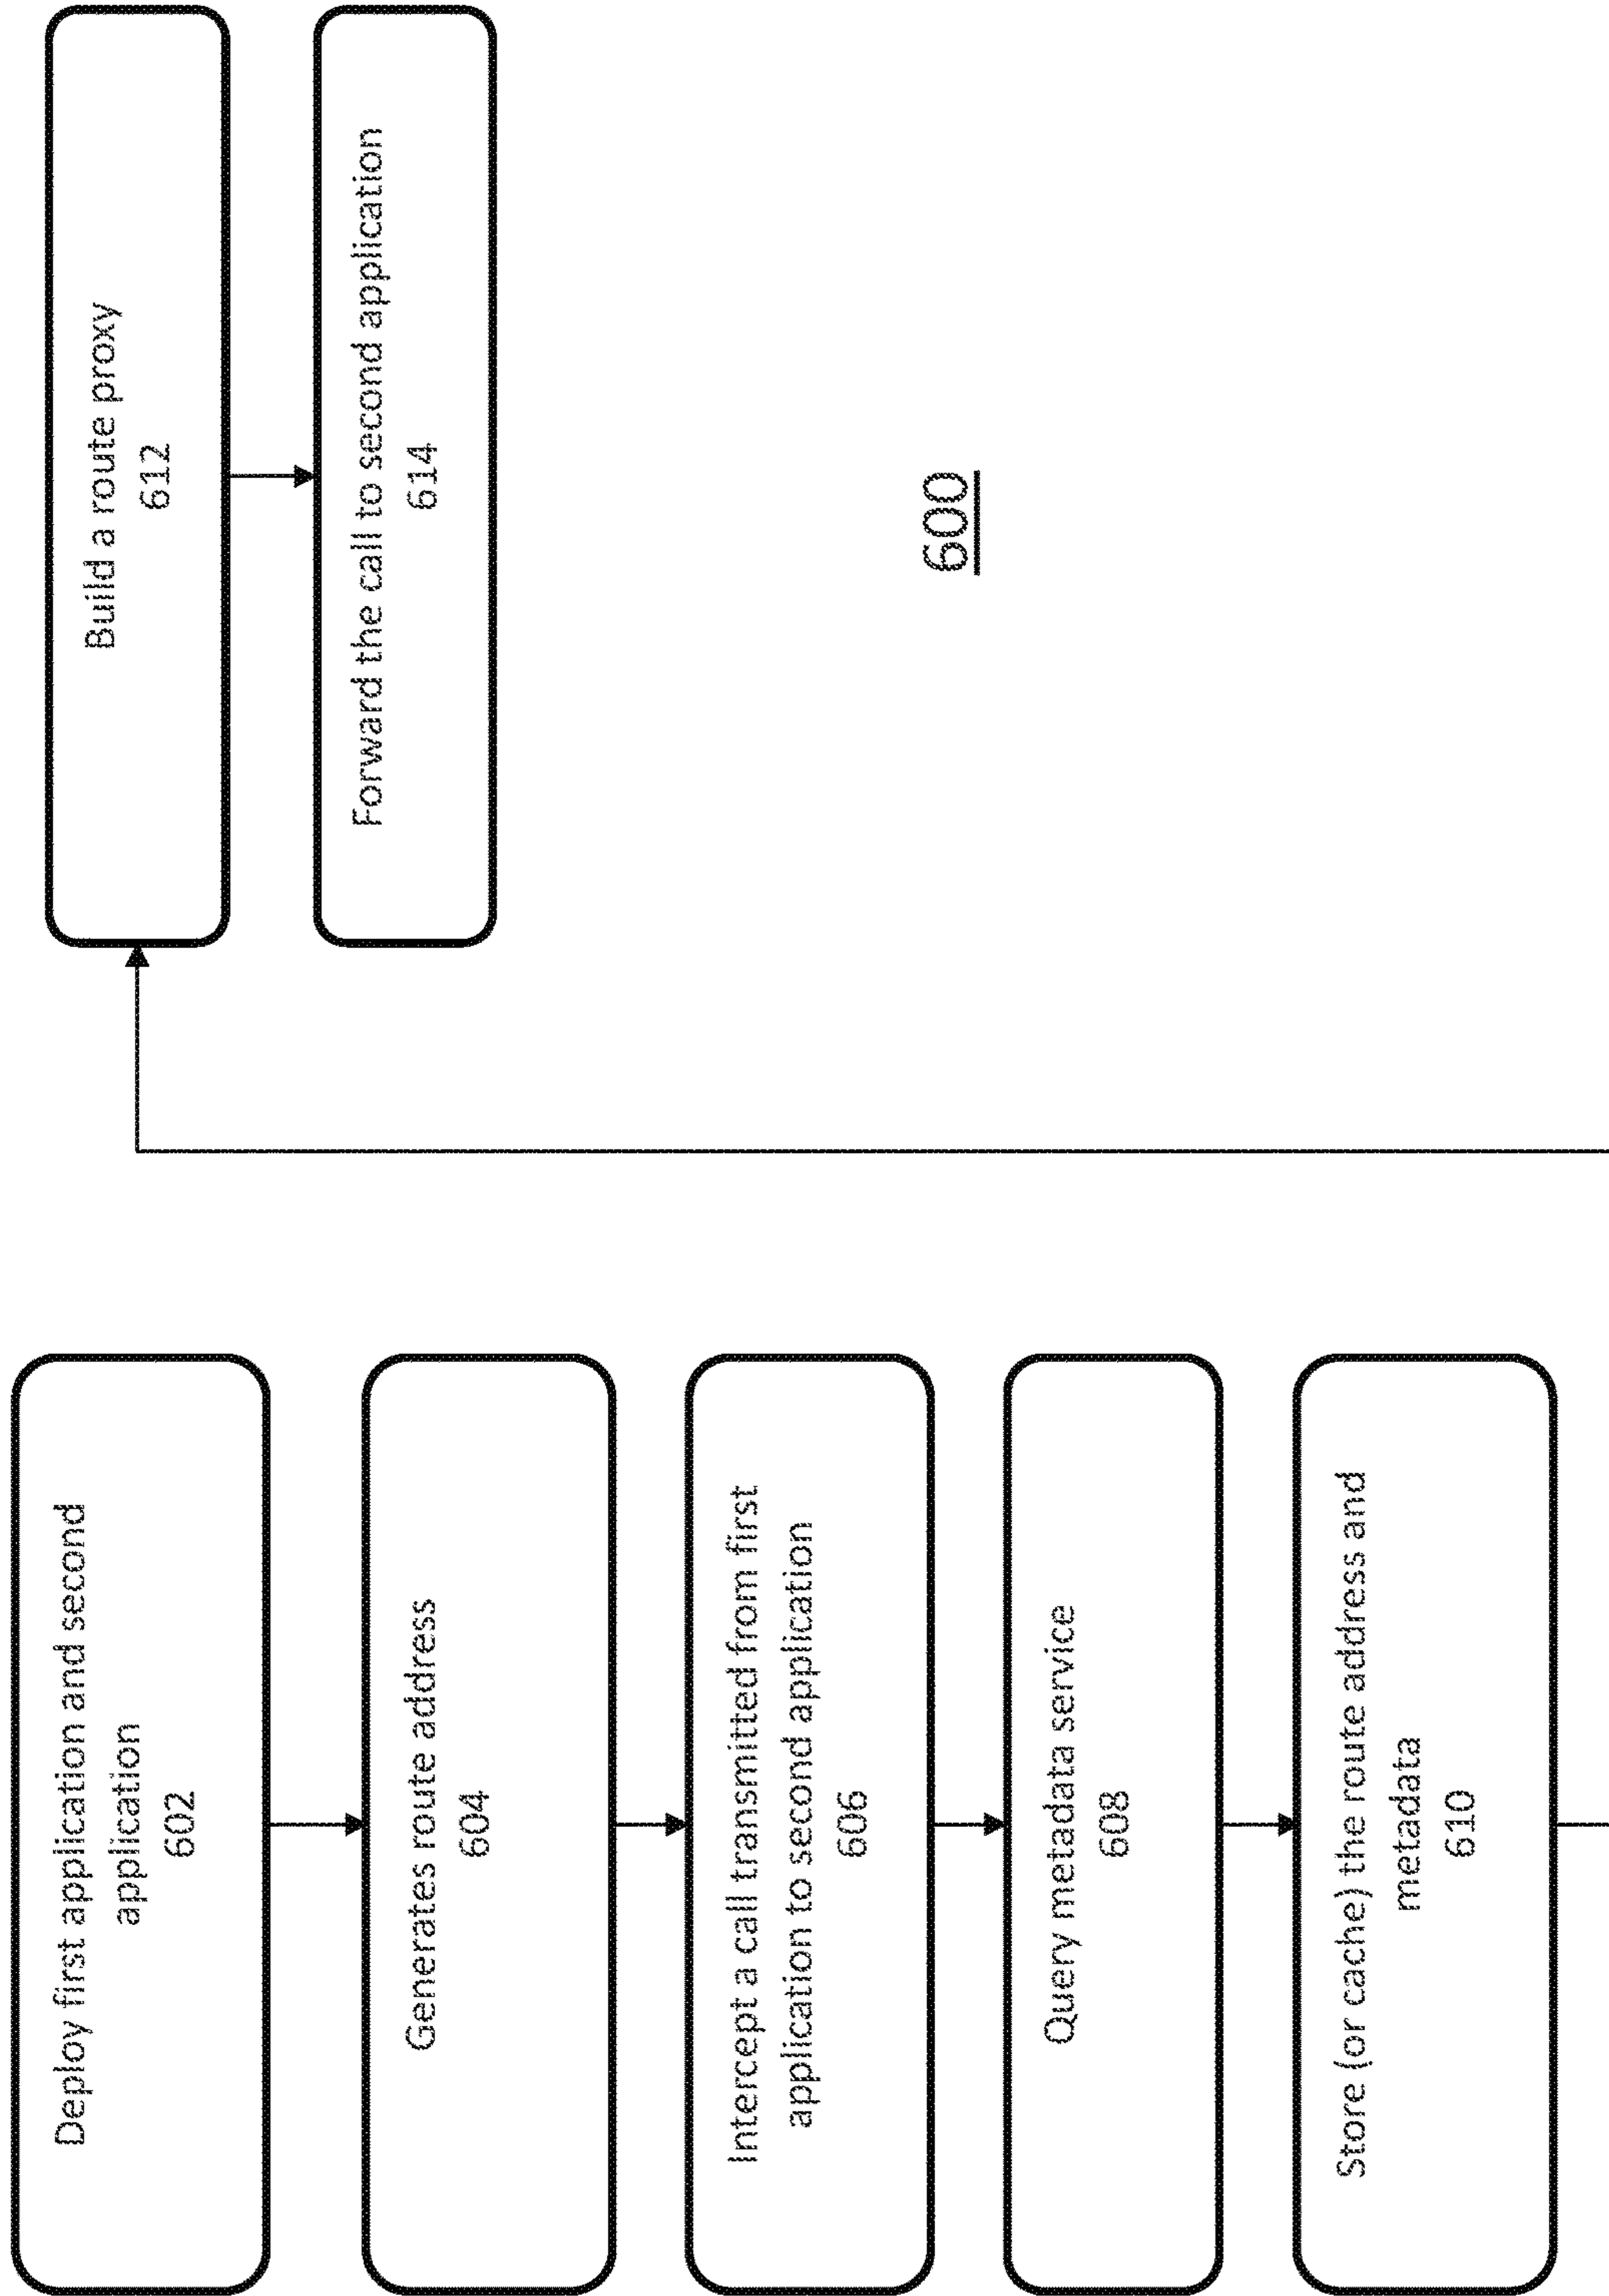 Deploy first application and second
application
602
Generates route address
604
Intercept a call transmitted from first
application to second application
606
Query metadata service
608
Store (or cache) the route address and
metadata
610
Build a route proxy
612
Forward the call to second application
614
600